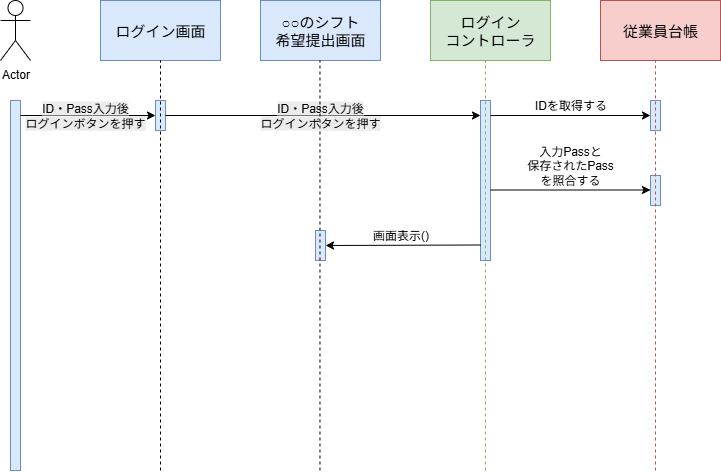 Actor
ログイン画面
○○のシフト
希望提出画面
ログイン
コントローラ
従業員台帳
ID・Pass入力後
ログインボタンを押す
ID・Pass入力後
ログインボタンを押す
IDを取得する
入力Passと
保存されたPass
を照合する
画面表示()